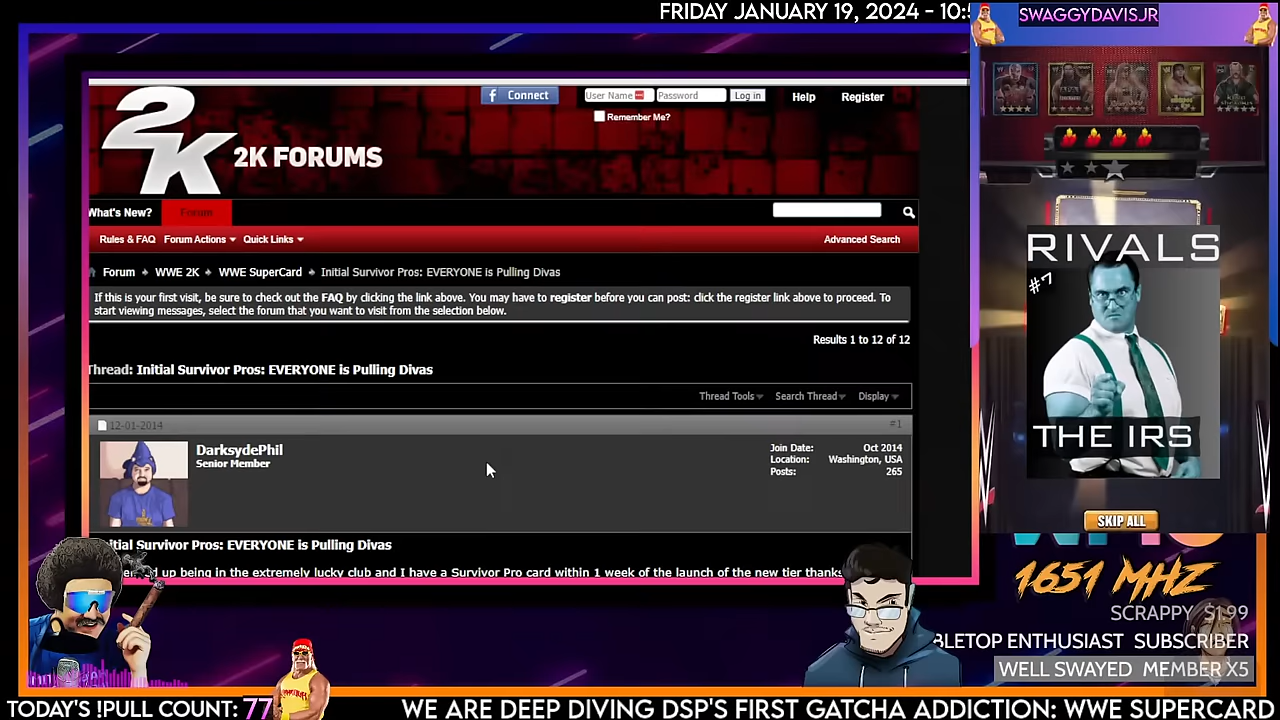 FRIDAY JANUARY 19, 2024 - 10:5
SWAGGYDAVISJR
f Connect
User Name
Password
Log in
Help
Register
Remember Me?
2K
2K FORUMS
What's New?
Forum
Rules & FAQ
Forum Actions
Quick Links
Advanced Search
Forum
WWE 2K
WWE SuperCard
Initial Survivor Pros: EVERYONE is Pulling Divas
If this is your first visit, be sure to check out the FAQ by clicking the link above. You may have to register before you can post: click the register link above to proceed. To
start viewing messages, select the forum that you want to visit from the selection below.
Results 1 to 12 of 12
Thread: Initial Survivor Pros: EVERYONE is Pulling Divas
Thread Tools
Search Thread
Display
12-01-2014
#1
DarksydePhil
Senior Member
Join Date: Oct 2014
Location: Washington, USA
Posts: 265
itial Survivor Pros: EVERYONE is Pulling Divas
d up being in the extremely lucky club and I have a Survivor Pro card within 1 week of the launch of the new tier thank
RIVALS
#7
THE IRS
SKIP ALL
1651 MHZ
SCRAPPY $1.99
BLETOP ENTHUSIAST SUBSCRIBER
WELL SWAYED MEMBER X5
TODAY'S !PULL COUNT: 77
WE ARE DEEP DIVING DSP'S FIRST GATCHA ADDICTION: WWE SUPERCARD